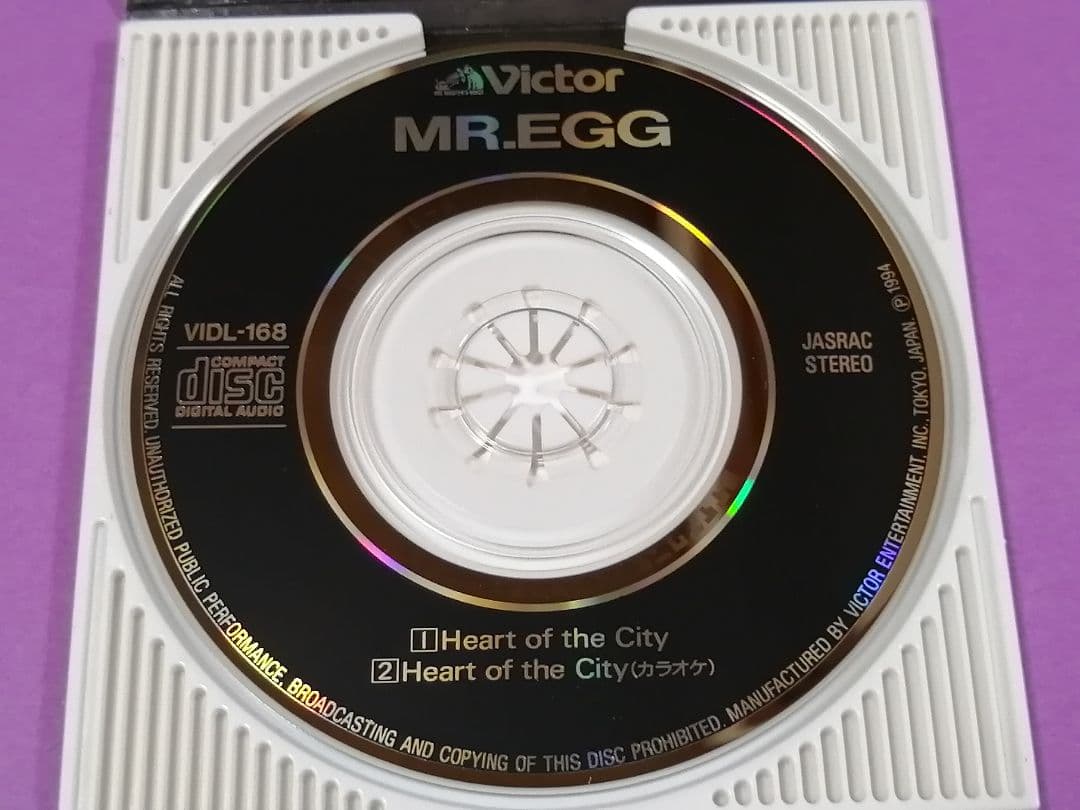 Victor
MR.EGG
VIDL-168
COMPACT
disc
DIGITAL AUDIO
JASRAC
STEREO
1 Heart of the City
2 Heart of the City(カラオケ)
ALL RIGHTS RESERVED. UNAUTHORIZED PUBLIC PERFORMANCE, BROADCASTING AND COPYING OF THIS DISC PROHIBITED. MANUFACTURED BY VICTOR ENTERTAINMENT, INC., TOKYO, JAPAN. Ⓟ1994